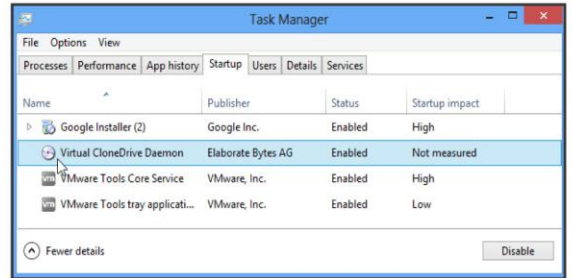 Task Manager
File Options View
Processes Performance App history Startup Users Details Services
Name Publisher Status Startup impact
Google Installer (2) Google Inc. Enabled High
Virtual CloneDrive Daemon Elaborate Bytes AG Enabled Not measured
vm VMware Tools Core Service VMware, Inc. Enabled High
vm VMware Tools tray applicati... VMware, Inc. Enabled Low
Fewer details Disable